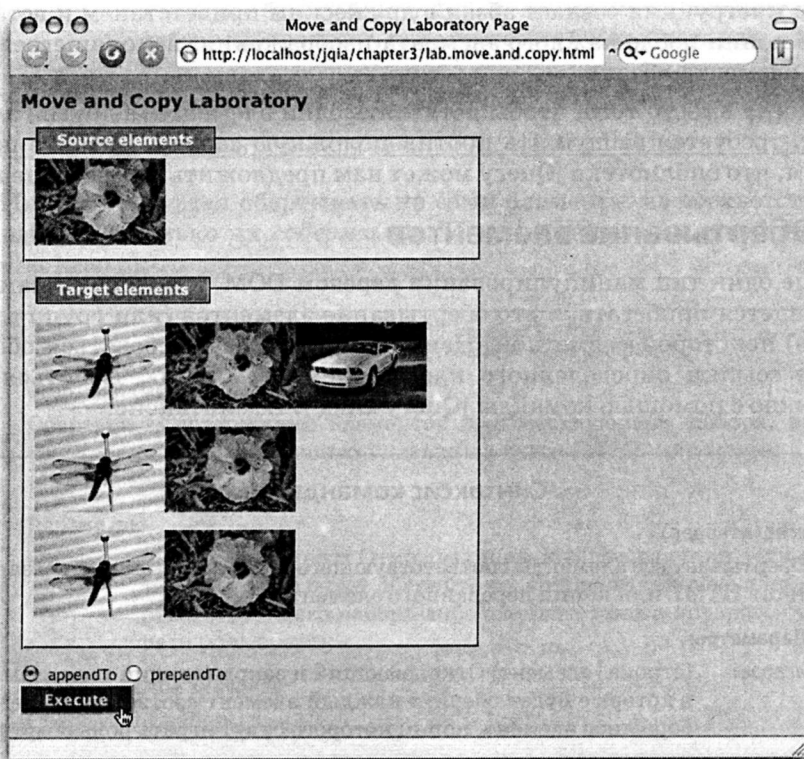 Move and Copy Laboratory Page
http://localhost/jqia/chapter3/lab.move.and.copy.html
Google
Move and Copy Laboratory
Source elements
Target elements
appendTo prependTo
Execute